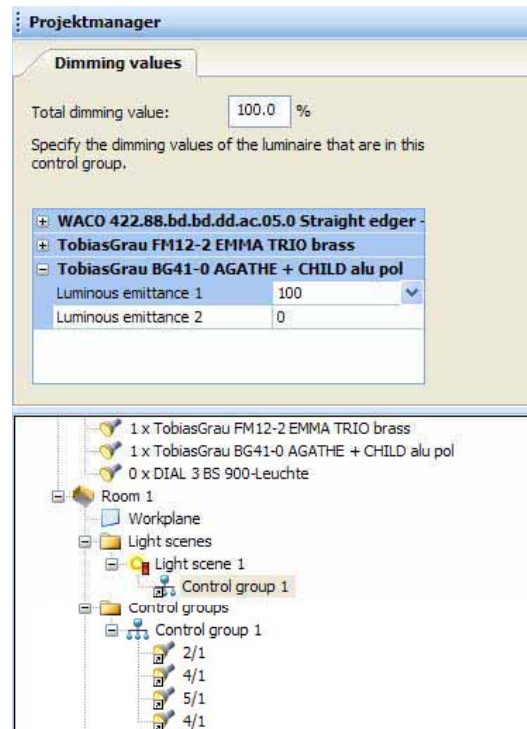 Projektmanager
Dimming values
Total dimming value: 100.0 %
Specify the dimming values of the luminaire that are in this
control group.
WACO 422.88.bd.bd.dd.ac.05.0 Straight edger -
TobiasGrau FM12-2 EMMA TRIO brass
TobiasGrau BG41-0 AGATHE + CHILD alu pol
Luminous emittance 1 100
Luminous emittance 2 0
1 x TobiasGrau FM12-2 EMMA TRIO brass
1 x TobiasGrau BG41-0 AGATHE + CHILD alu pol
0 x DIAL 3 BS 900-Leuchte
Room 1
Workplane
Light scenes
Light scene 1
Control group 1
Control groups
Control group 1
2/1
4/1
5/1
4/1